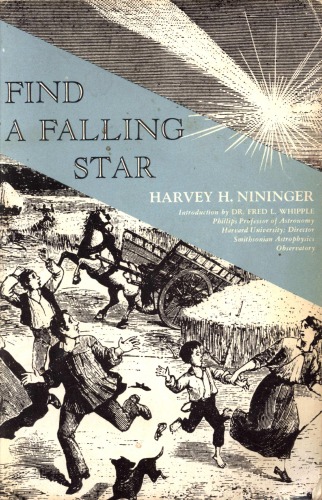 FIND
A FALLING
STAR
HARVEY H. NININGER
Introduction by DR. FRED L. WHIPPLE
Phillips Professor of Astronomy
Harvard University: Director
Smithsonian Astrophysics
Observatory